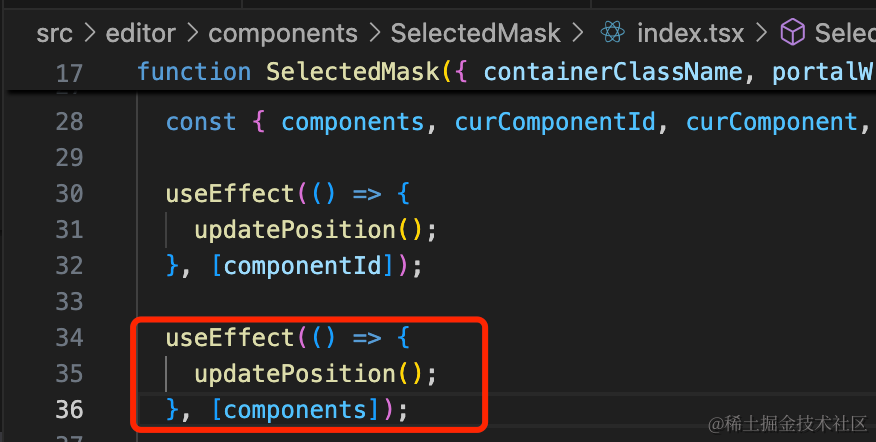 src > editor > components > SelectedMask > index.tsx > Selec
17 function SelectedMask({ containerClassName, portalW
28 const { components, curComponentId, curComponent,
29
30 useEffect(() => {
31 updatePosition();
32 }, [componentId]);
33
34 useEffect(() => {
35 updatePosition();
36 }, [components]);
@稀土掘金技术社区